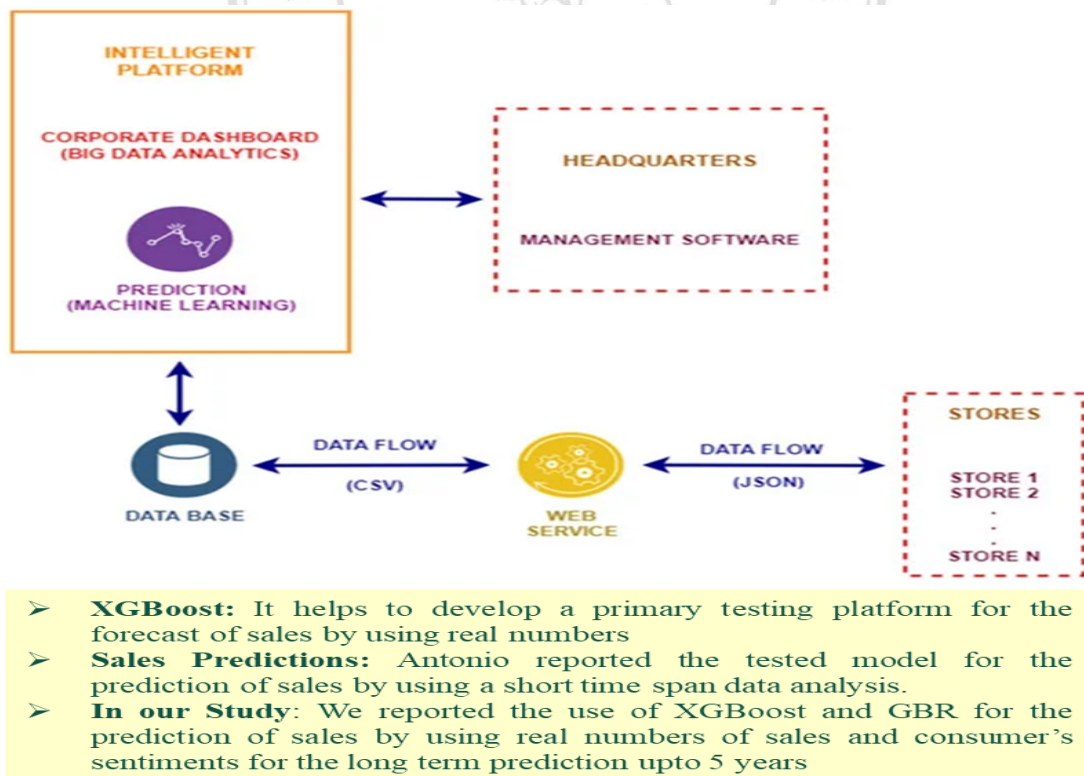 INTELLIGENT
PLATFORM
CORPORATE DASHBOARD
(BIG DATA ANALYTICS)
PREDICTION
(MACHINE LEARNING)
HEADQUARTERS
MANAGEMENT SOFTWARE
DATA BASE
DATA FLOW
(CSV)
WEB
SERVICE
DATA FLOW
(JSON)
STORES
STORE 1
STORE 2
.
.
.
STORE N
➢ XGBoost: It helps to develop a primary testing platform for the
forecast of sales by using real numbers
➢ Sales Predictions: Antonio reported the tested model for the
prediction of sales by using a short time span data analysis.
➢ In our Study: We reported the use of XGBoost and GBR for the
prediction of sales by using real numbers of sales and consumer's
sentiments for the long term prediction upto 5 years